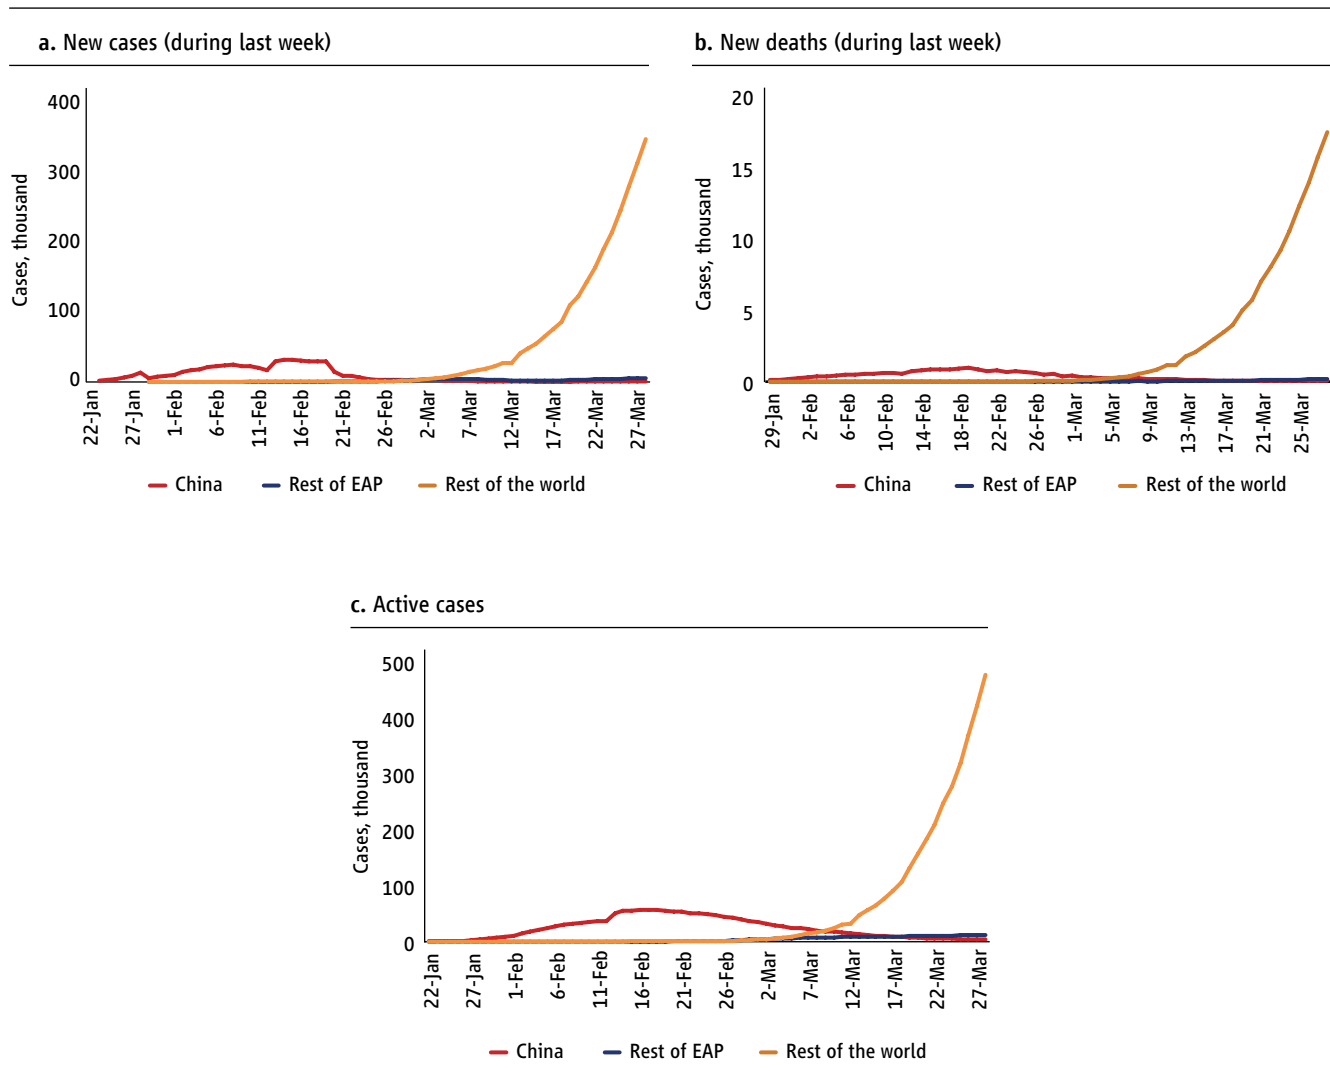 a. New cases (during last week)
Cases, thousand
400
300
200
100
0
22-Jan
27-Jan
1-Feb
6-Feb
11-Feb
16-Feb
21-Feb
26-Feb
2-Mar
7-Mar
12-Mar
17-Mar
22-Mar
27-Mar
China
Rest of EAP
Rest of the world
b. New deaths (during last week)
Cases, thousand
20
15
10
5
0
29-Jan
2-Feb
6-Feb
10-Feb
14-Feb
18-Feb
22-Feb
26-Feb
1-Mar
5-Mar
9-Mar
13-Mar
17-Mar
21-Mar
25-Mar
China
Rest of EAP
Rest of the world
c. Active cases
Cases, thousand
500
400
300
200
100
0
22-Jan
27-Jan
1-Feb
6-Feb
11-Feb
16-Feb
21-Feb
26-Feb
2-Mar
7-Mar
12-Mar
17-Mar
22-Mar
27-Mar
China
Rest of EAP
Rest of the world